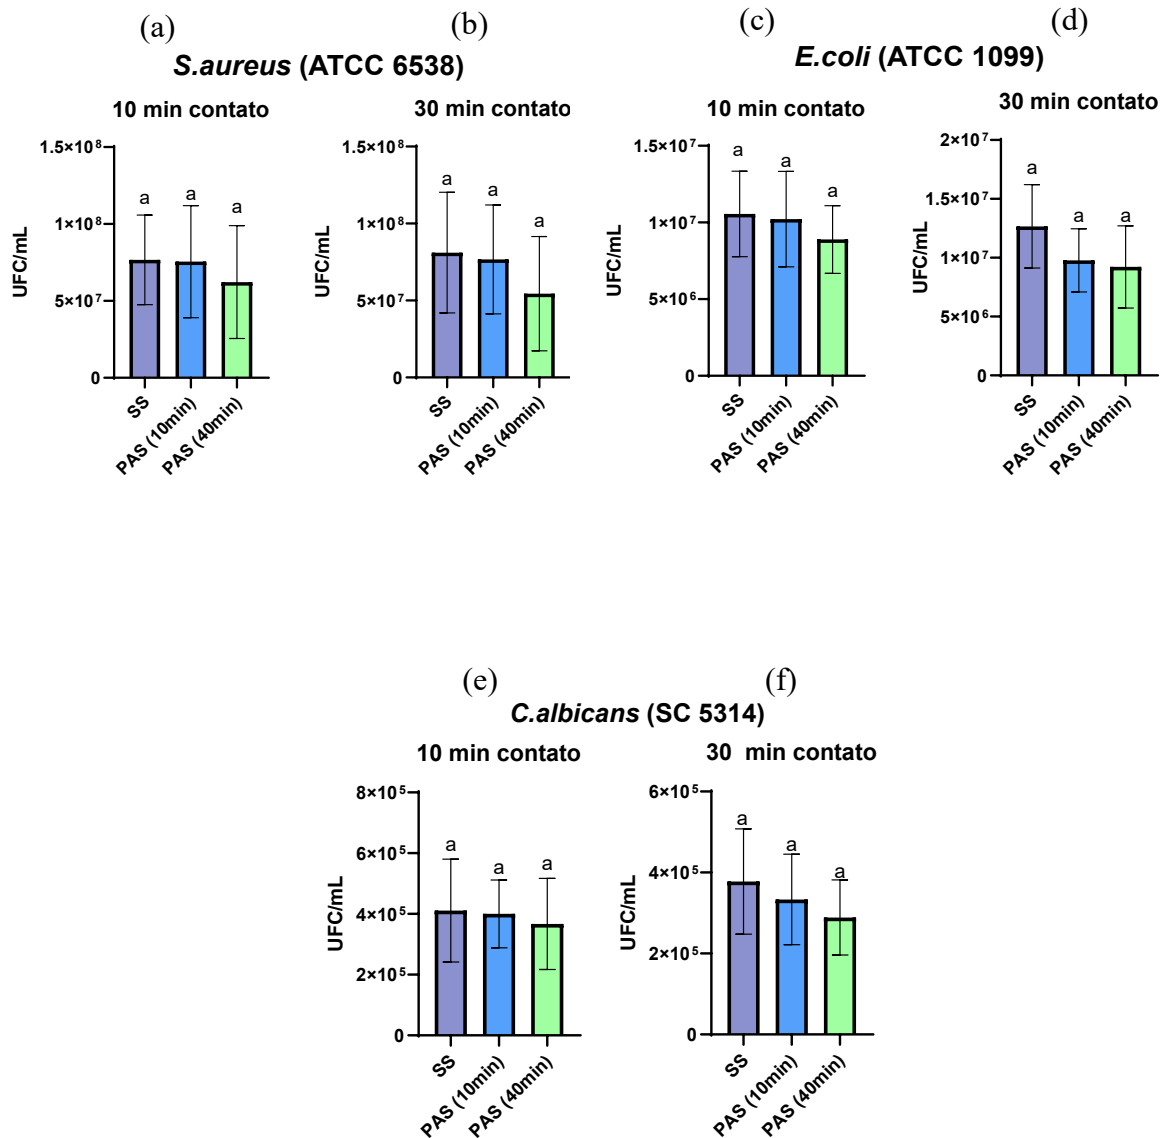 (a)
(b)
(c)
(d)
S.aureus (ATCC 6538)
E.coli (ATCC 1099)
10 min contato
30 min contato
10 min contato
30 min contato
UFC/mL
1.5×10⁸
1×10⁸
5×10⁷
0
a
a
a
SS
PAS (10min)
PAS (40min)
UFC/mL
1.5×10⁸
1×10⁸
5×10⁷
0
a
a
a
SS
PAS (10min)
PAS (40min)
UFC/mL
1.5×10⁷
1×10⁷
5×10⁶
0
a
a
a
SS
PAS (10min)
PAS (40min)
UFC/mL
2×10⁷
1.5×10⁷
1×10⁷
5×10⁶
0
a
a
a
SS
PAS (10min)
PAS (40min)
(e)
(f)
C.albicans (SC 5314)
10 min contato
30 min contato
UFC/mL
8×10⁵
6×10⁵
4×10⁵
2×10⁵
0
a
a
a
SS
PAS (10min)
PAS (40min)
UFC/mL
6×10⁵
4×10⁵
2×10⁵
0
a
a
a
SS
PAS (10min)
PAS (40min)